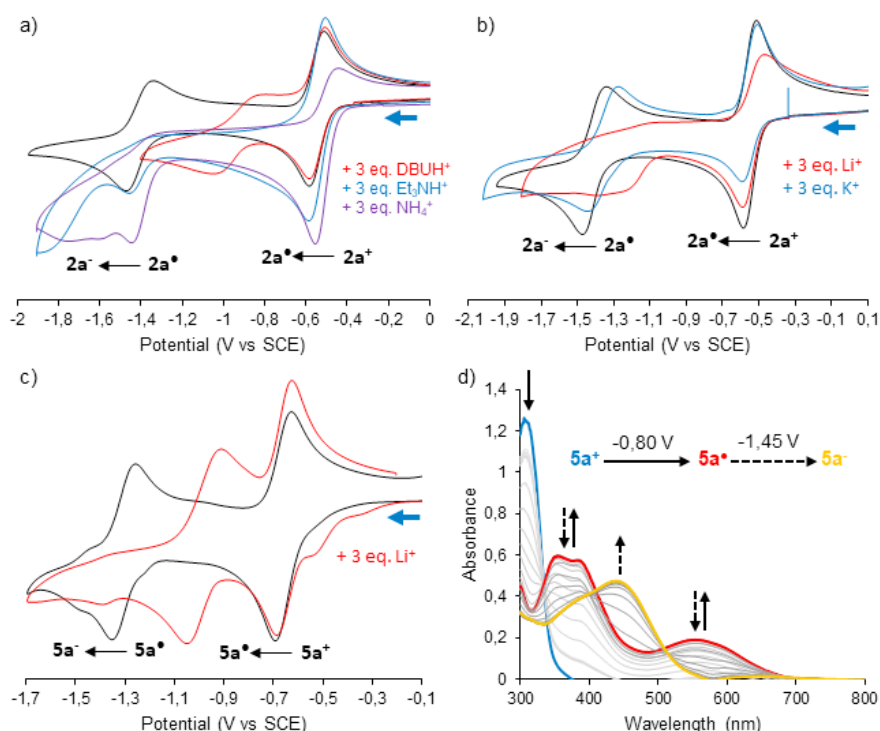 a)
+ 3 eq. DBUH⁺
+ 3 eq. Et₃NH⁺
+ 3 eq. NH₄⁺
2a⁻ ⟵ 2a• 2a• ⟵ 2a⁺
-2 -1,8 -1,6 -1,4 -1,2 -1 -0,8 -0,6 -0,4 -0,2 0
Potential (V vs SCE)
b)
+ 3 eq. Li⁺
+ 3 eq. K⁺
2a⁻ ⟵ 2a• 2a• ⟵ 2a⁺
-2,1 -1,9 -1,7 -1,5 -1,3 -1,1 -0,9 -0,7 -0,5 -0,3 -0,1 0,1
Potential (V vs SCE)
c)
+ 3 eq. Li⁺
5a⁻ ⟵ 5a• 5a• ⟵ 5a⁺
-1,7 -1,5 -1,3 -1,1 -0,9 -0,7 -0,5 -0,3 -0,1
Potential (V vs SCE)
d)
1,4
1,2
1
0,8
0,6
0,4
0,2
0
Absorbance
-0,80 V -1,45 V
5a⁺ ⟶ 5a• ⇢ 5a⁻
300 400 500 600 700 800
Wavelength (nm)